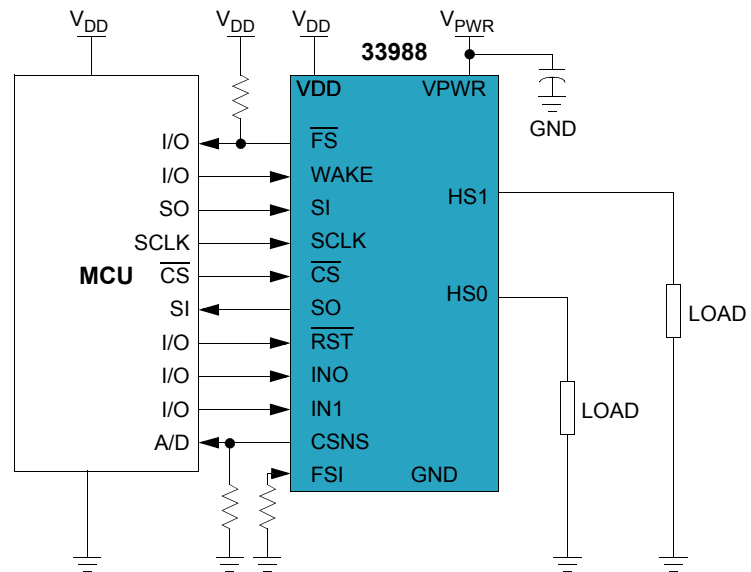 VDD VDD VDD VPWR
33988
VDD VPWR
GND
I/O FS
I/O WAKE
HS1
SO SI
SCLK SCLK
MCU CS CS
HS0
SI SO
LOAD
I/O RST
I/O INO
I/O IN1
LOAD
A/D CSNS
FSI GND